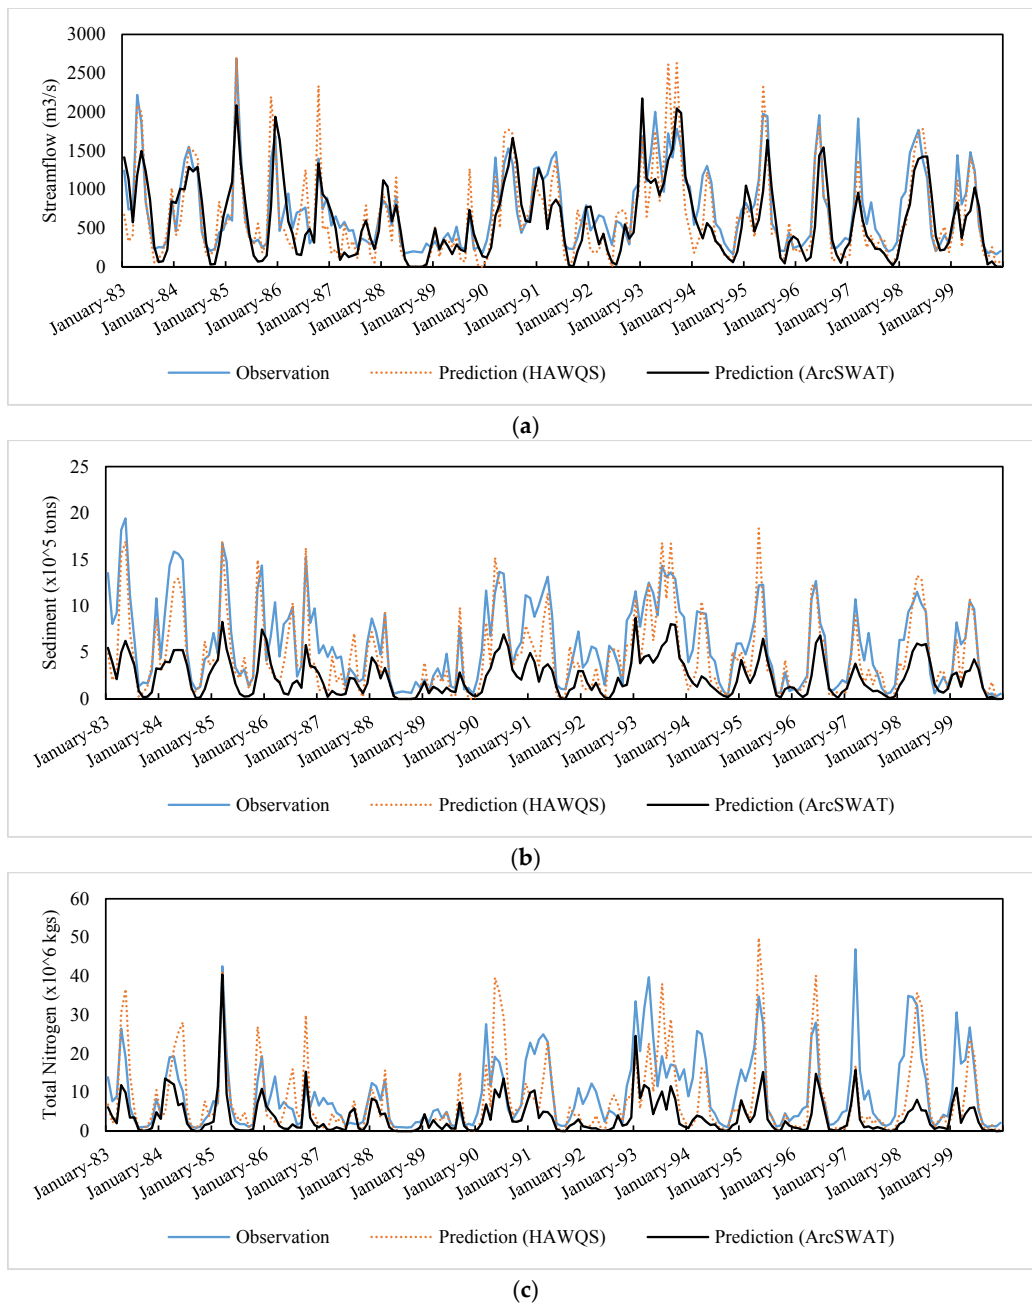 3000
2500
2000
1500
1000
500
0
Streamflow (m3/s)
January-83
January-84
January-85
January-86
January-87
January-88
January-89
January-90
January-91
January-92
January-93
January-94
January-95
January-96
January-97
January-98
January-99
Observation Prediction (HAWQS) Prediction (ArcSWAT)
(a)
25
20
15
10
5
0
Sediment (x10^5 tons)
January-83
January-84
January-85
January-86
January-87
January-88
January-89
January-90
January-91
January-92
January-93
January-94
January-95
January-96
January-97
January-98
January-99
Observation Prediction (HAWQS) Prediction (ArcSWAT)
(b)
60
50
40
30
20
10
0
Total Nitrogen (x10^6 kgs)
January-83
January-84
January-85
January-86
January-87
January-88
January-89
January-90
January-91
January-92
January-93
January-94
January-95
January-96
January-97
January-98
January-99
Observation Prediction (HAWQS) Prediction (ArcSWAT)
(c)